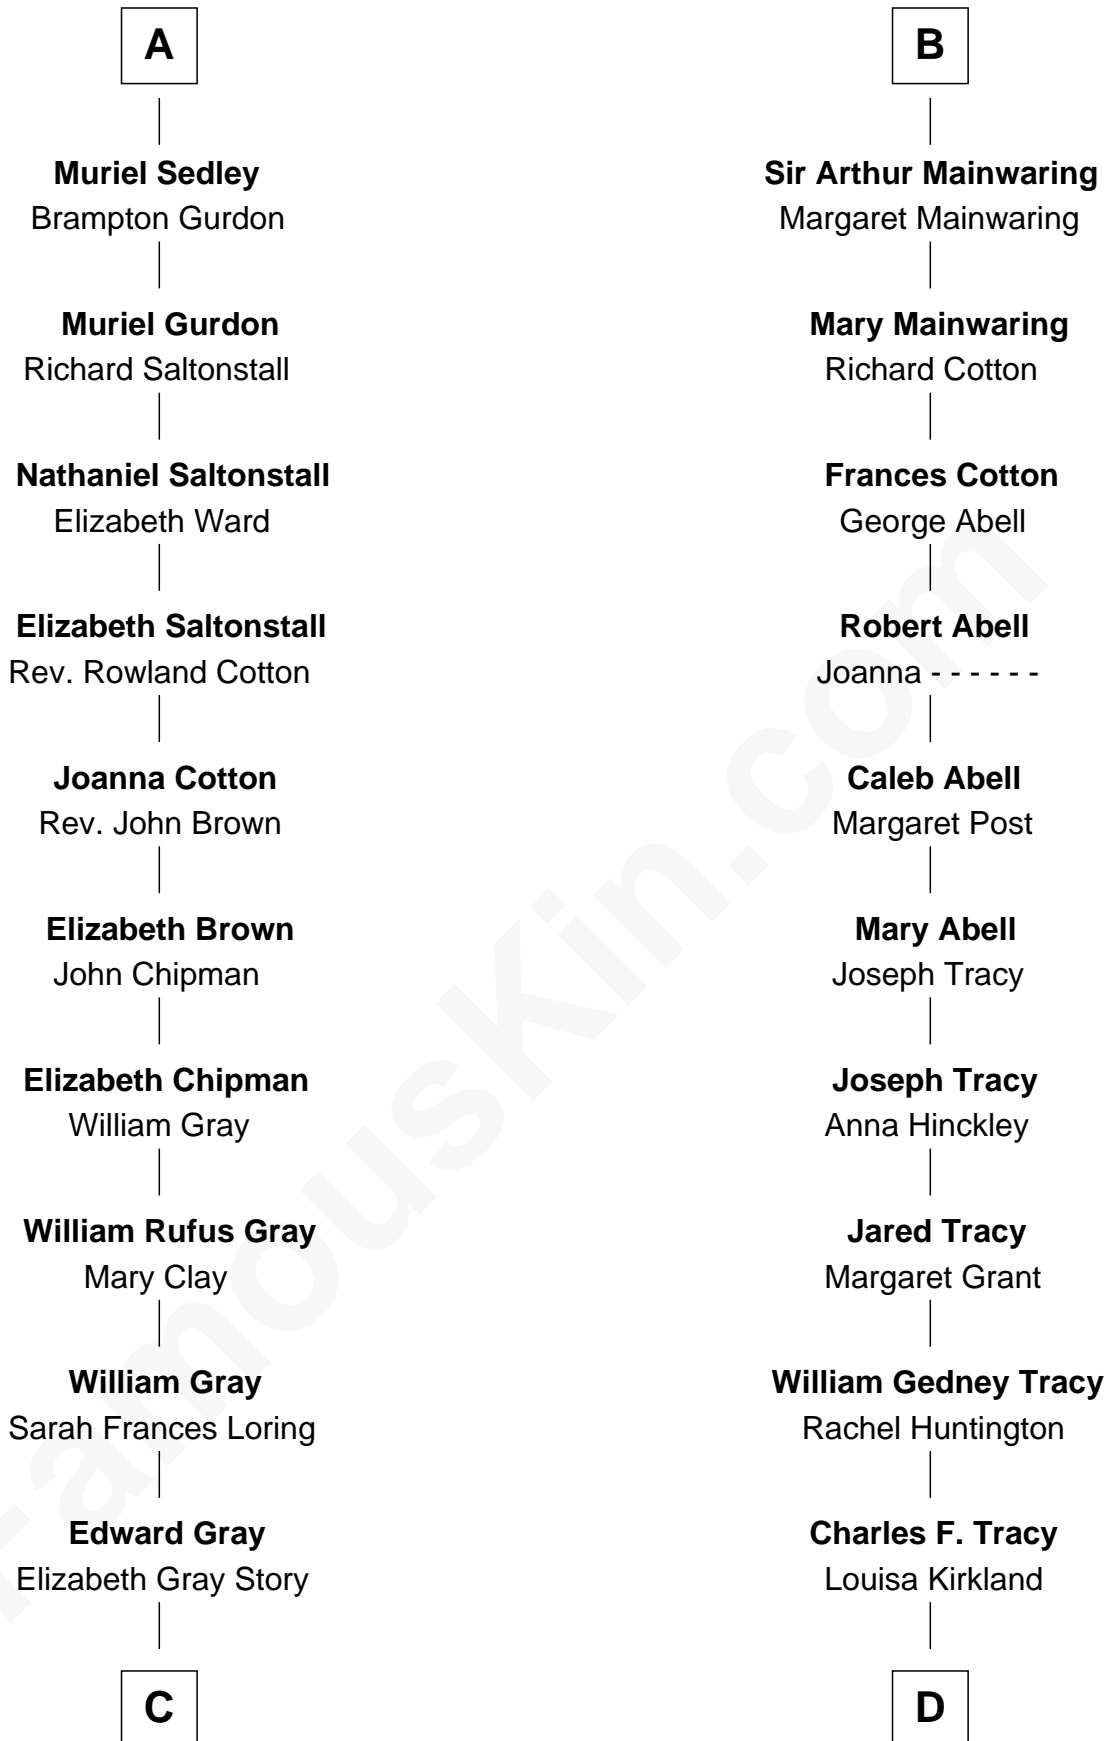 A
Muriel Sedley
Brampton Gurdon
Muriel Gurdon
Richard Saltonstall
Nathaniel Saltonstall
Elizabeth Ward
Elizabeth Saltonstall
Rev. Rowland Cotton
Joanna Cotton
Rev. John Brown
Elizabeth Brown
John Chipman
Elizabeth Chipman
William Gray
William Rufus Gray
Mary Clay
William Gray
Sarah Frances Loring
Edward Gray
Elizabeth Gray Story
C
B
Sir Arthur Mainwaring
Margaret Mainwaring
Mary Mainwaring
Richard Cotton
Frances Cotton
George Abell
Robert Abell
Joanna - - - - - -
Caleb Abell
Margaret Post
Mary Abell
Joseph Tracy
Joseph Tracy
Anna Hinckley
Jared Tracy
Margaret Grant
William Gedney Tracy
Rachel Huntington
Charles F. Tracy
Louisa Kirkland
D
FamousKin.com